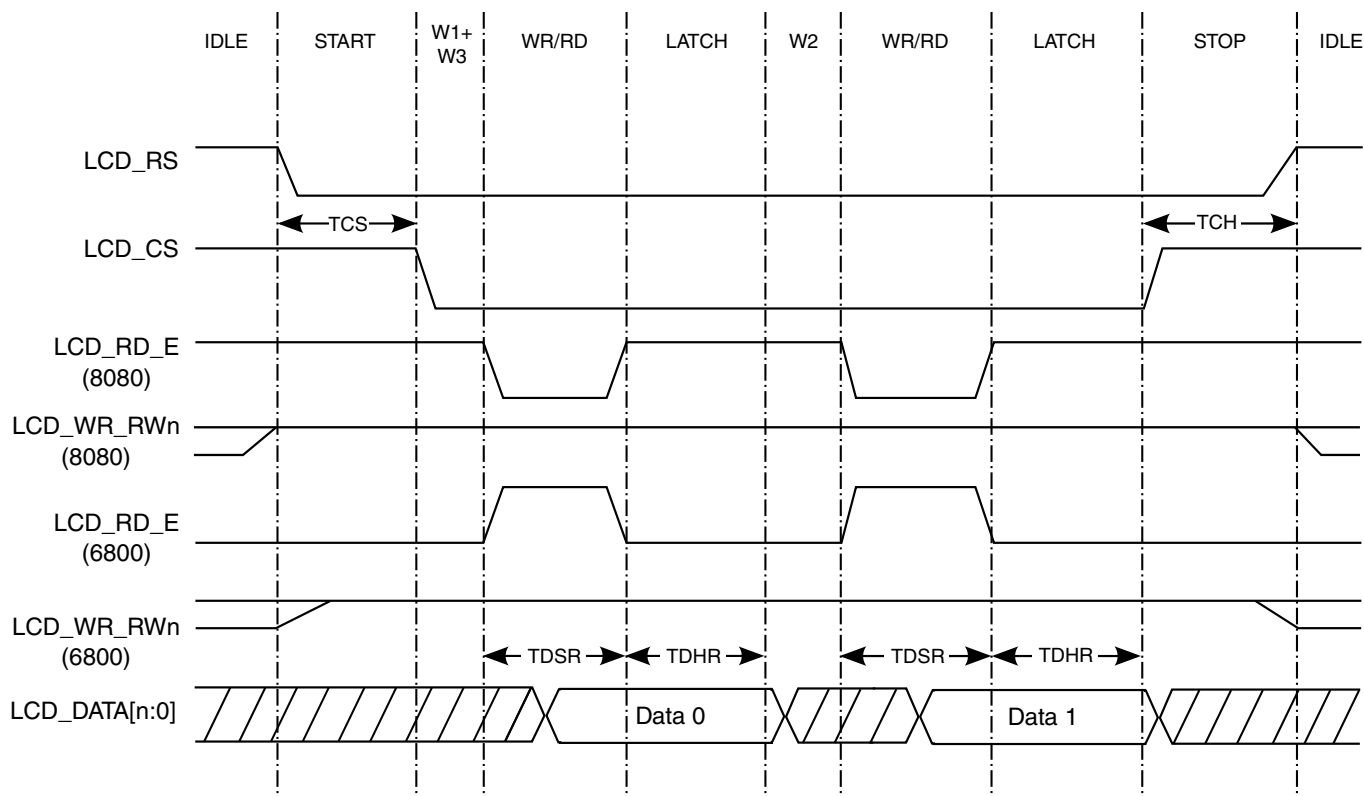 IDLE START W1+ WR/RD LATCH W2 WR/RD LATCH STOP IDLE
W3
LCD_RS
TCS TCH
LCD_CS
LCD_RD_E
(8080)
LCD_WR_RWn
(8080)
LCD_RD_E
(6800)
LCD_WR_RWn
(6800)
TDSR TDHR TDSR TDHR
LCD_DATA[n:0] Data 0 Data 1